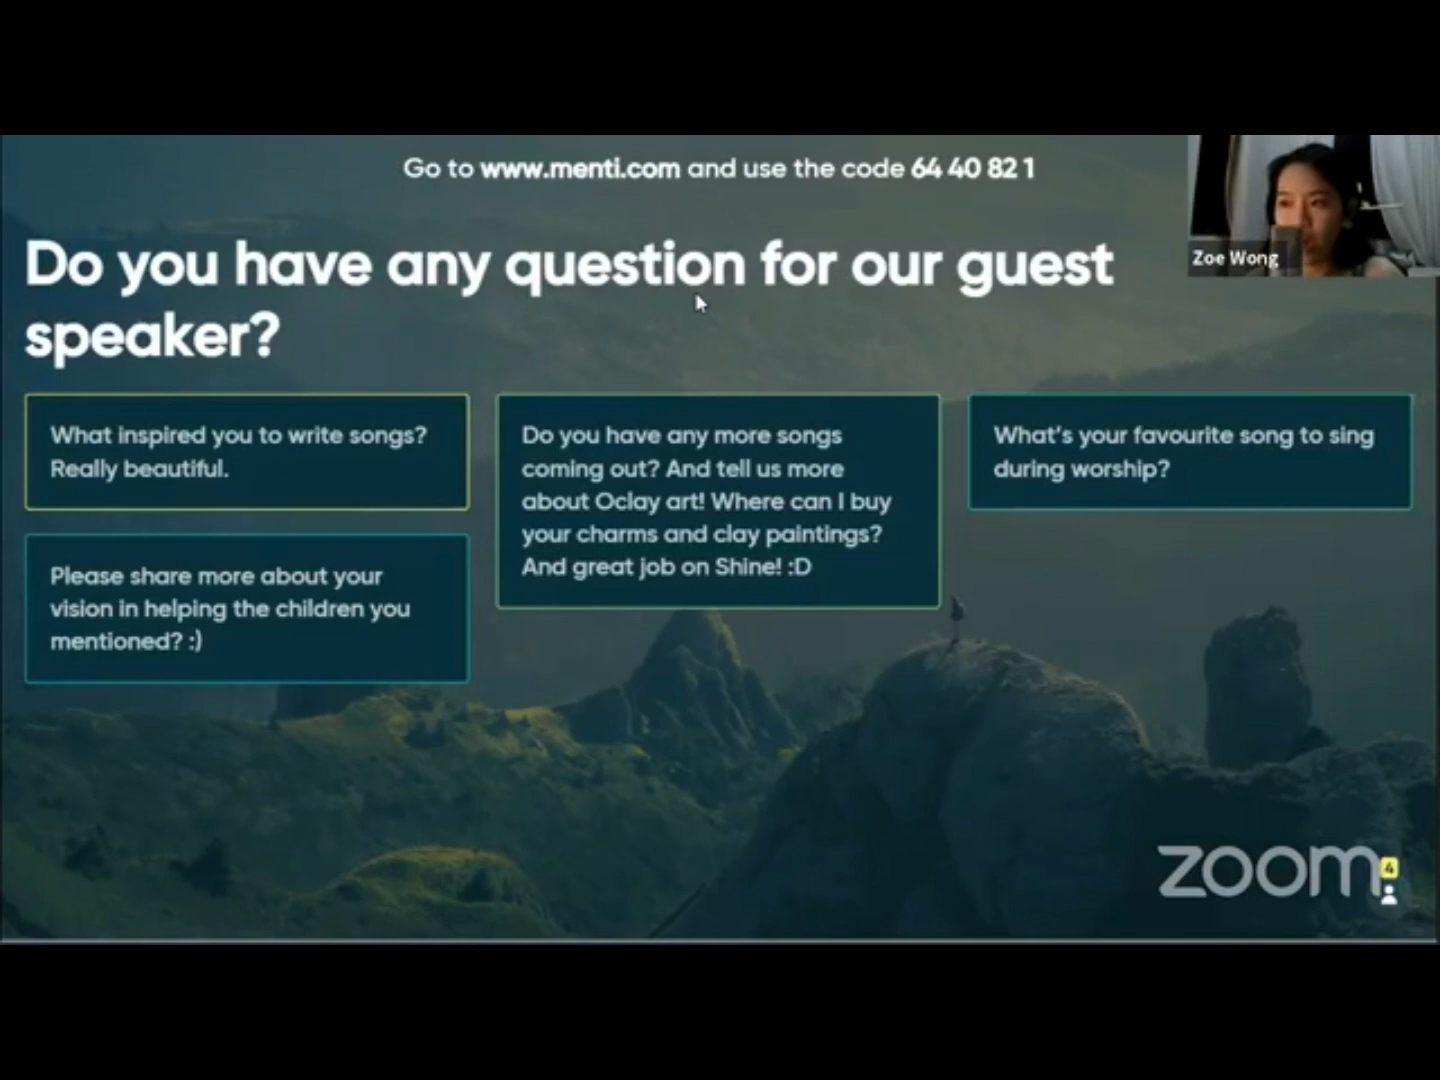 Go to www.menti.com and use the code 64 40 82 1
Zoe Wong
Do you have any question for our guest
speaker?
What inspired you to write songs?
Really beautiful.
Do you have any more songs
coming out? And tell us more
about Oclay art! Where can I buy
your charms and clay paintings?
And great job on Shine! :D
What's your favourite song to sing
during worship?
Please share more about your
vision in helping the children you
mentioned? :)
zoom
4